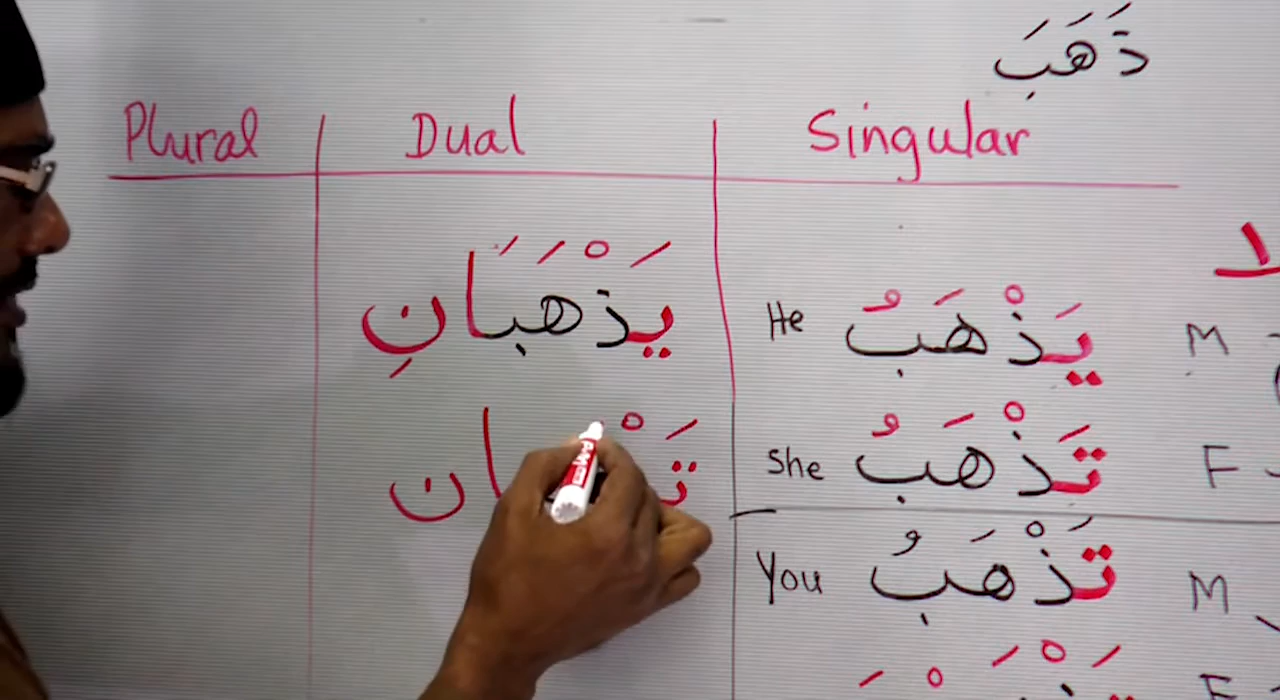 ذَهَبَ
Plural Dual Singular
يَذْهَبَانِ He يَذْهَبُ M
She تَذْهَبُ F
You تَذْهَبُ M
F